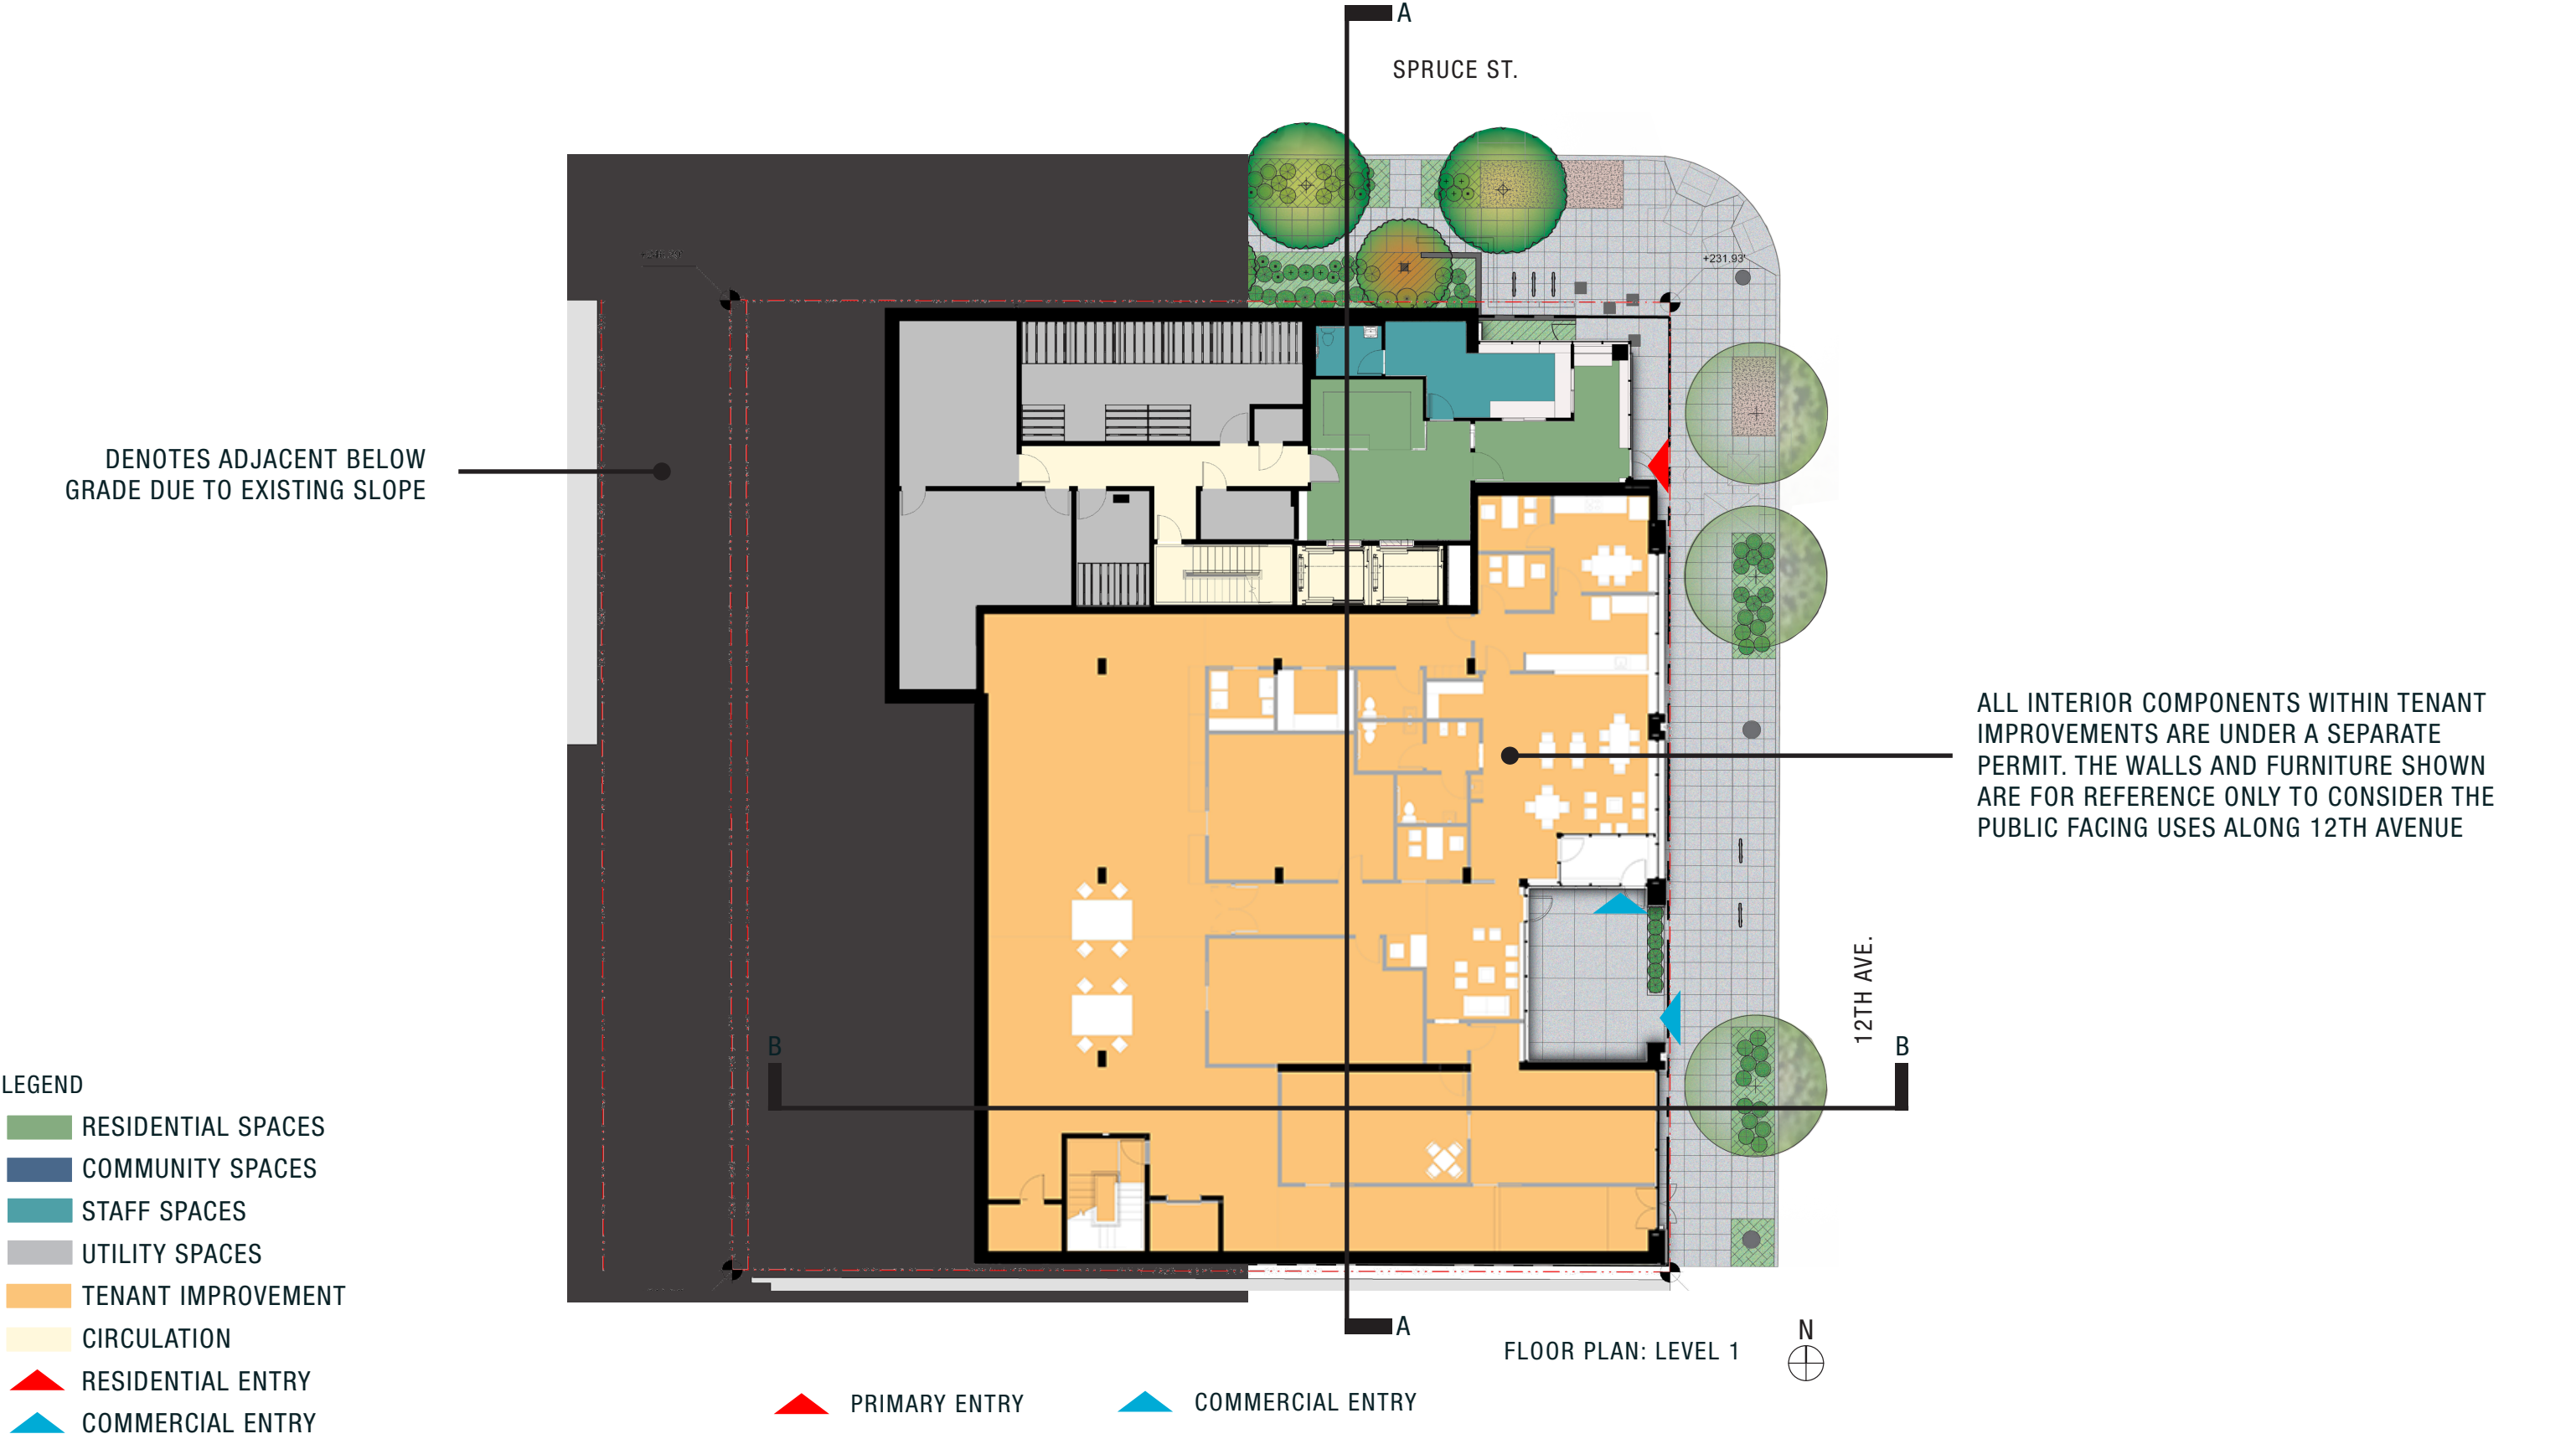 A
SPRUCE ST.
+231.93'
DENOTES ADJACENT BELOW
GRADE DUE TO EXISTING SLOPE
ALL INTERIOR COMPONENTS WITHIN TENANT
IMPROVEMENTS ARE UNDER A SEPARATE
PERMIT. THE WALLS AND FURNITURE SHOWN
ARE FOR REFERENCE ONLY TO CONSIDER THE
PUBLIC FACING USES ALONG 12TH AVENUE
12TH AVE.
B
B
LEGEND
RESIDENTIAL SPACES
COMMUNITY SPACES
STAFF SPACES
UTILITY SPACES
TENANT IMPROVEMENT
CIRCULATION
RESIDENTIAL ENTRY
COMMERCIAL ENTRY
A
FLOOR PLAN: LEVEL 1
N
PRIMARY ENTRY
COMMERCIAL ENTRY